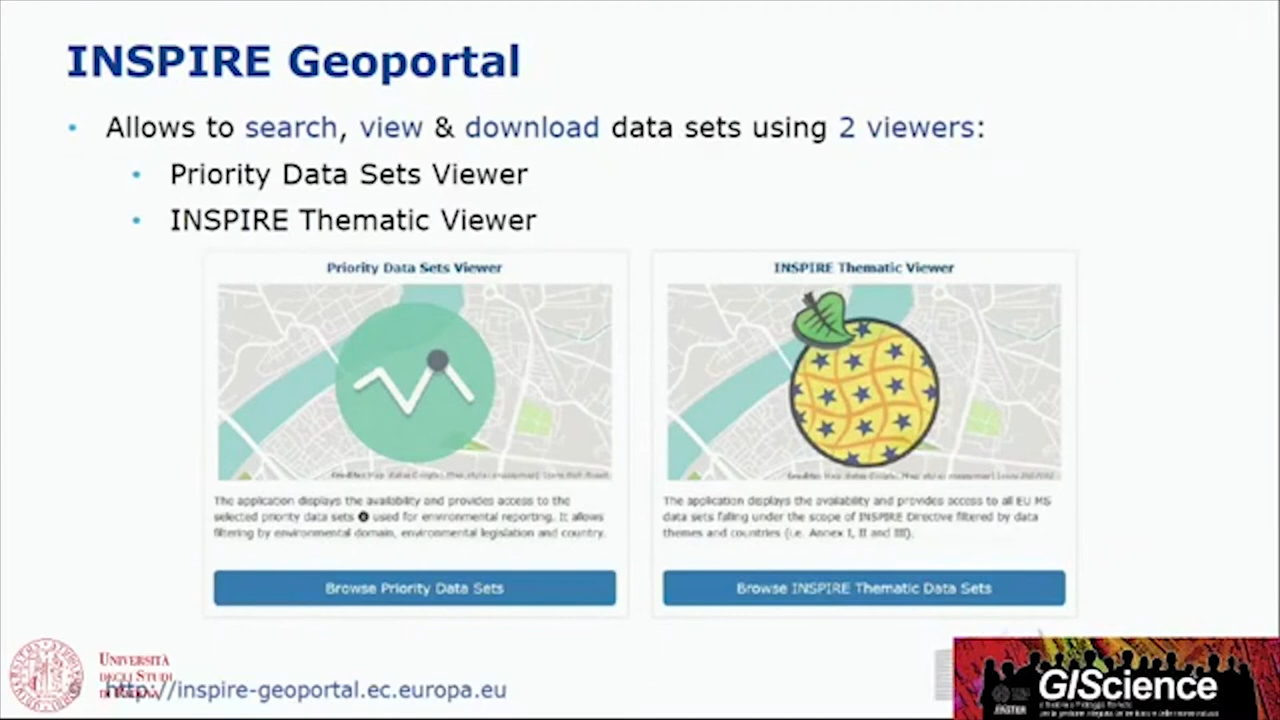 INSPIRE Geoportal
• Allows to search, view & download data sets using 2 viewers:
• Priority Data Sets Viewer
• INSPIRE Thematic Viewer
Priority Data Sets Viewer
The application displays the availability and provides access to the
selected priority data sets used for environmental reporting. It allows
filtering by environmental domain, environmental legislation and country.
Browse Priority Data Sets
INSPIRE Thematic Viewer
The application displays the availability and provides access to all EU MS
data sets falling under the scope of INSPIRE Directive filtered by data
themes and countries (i.e. Annex I, II and III).
Browse INSPIRE Thematic Data Sets
UNIVERSITÀ
DEGLI STUDI
http://inspire-geoportal.ec.europa.eu
GIScience
MASTER